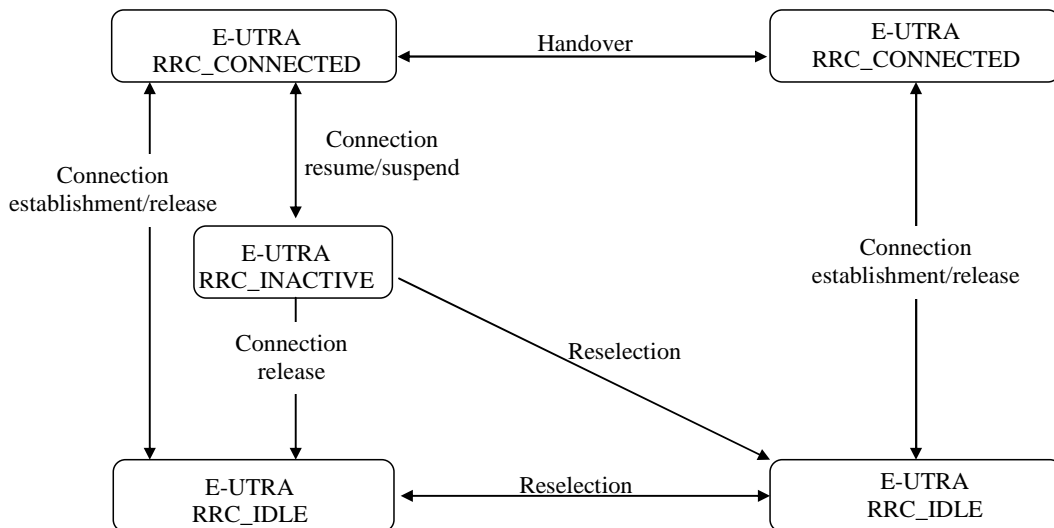 E-UTRA
RRC_CONNECTED
Handover
E-UTRA
RRC_CONNECTED
Connection
resume/suspend
Connection
establishment/release
E-UTRA
RRC_INACTIVE
Connection
establishment/release
Connection
release
Reselection
E-UTRA
RRC_IDLE
Reselection
E-UTRA
RRC_IDLE